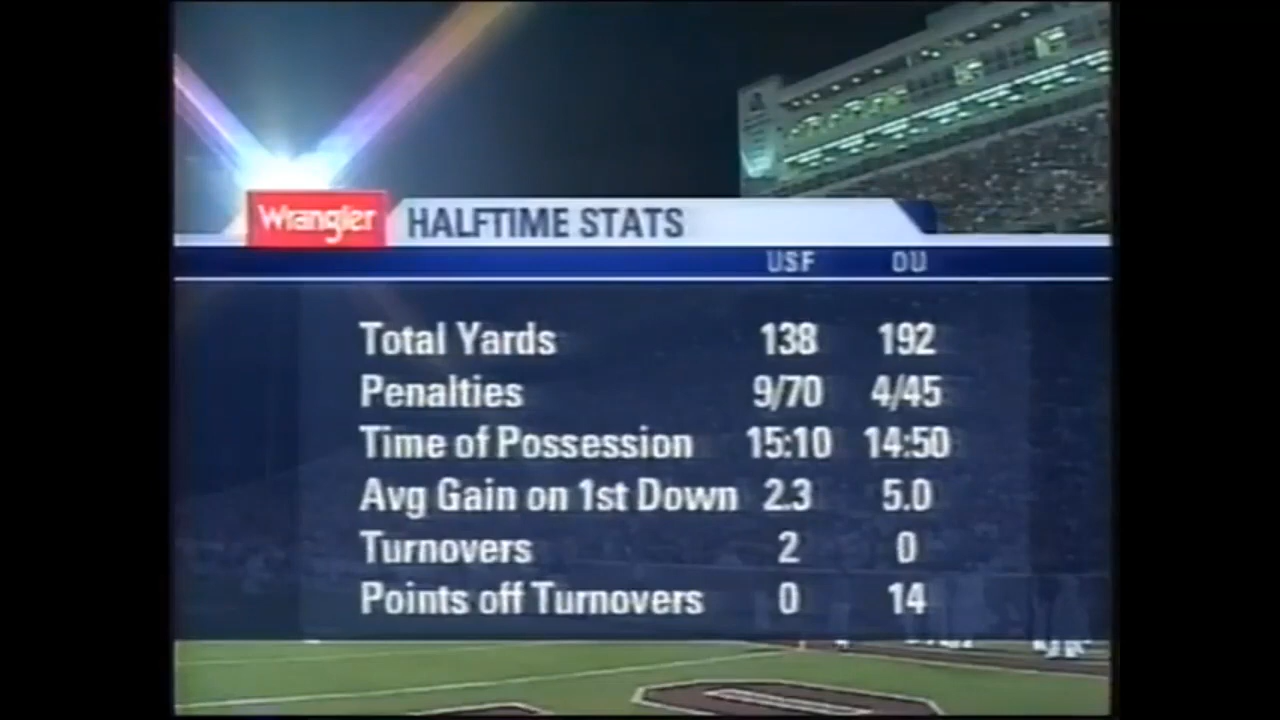 Wrangler HALFTIME STATS
USF OU
Total Yards 138 192
Penalties 9/70 4/45
Time of Possession 15:10 14:50
Avg Gain on 1st Down 2.3 5.0
Turnovers 2 0
Points off Turnovers 0 14